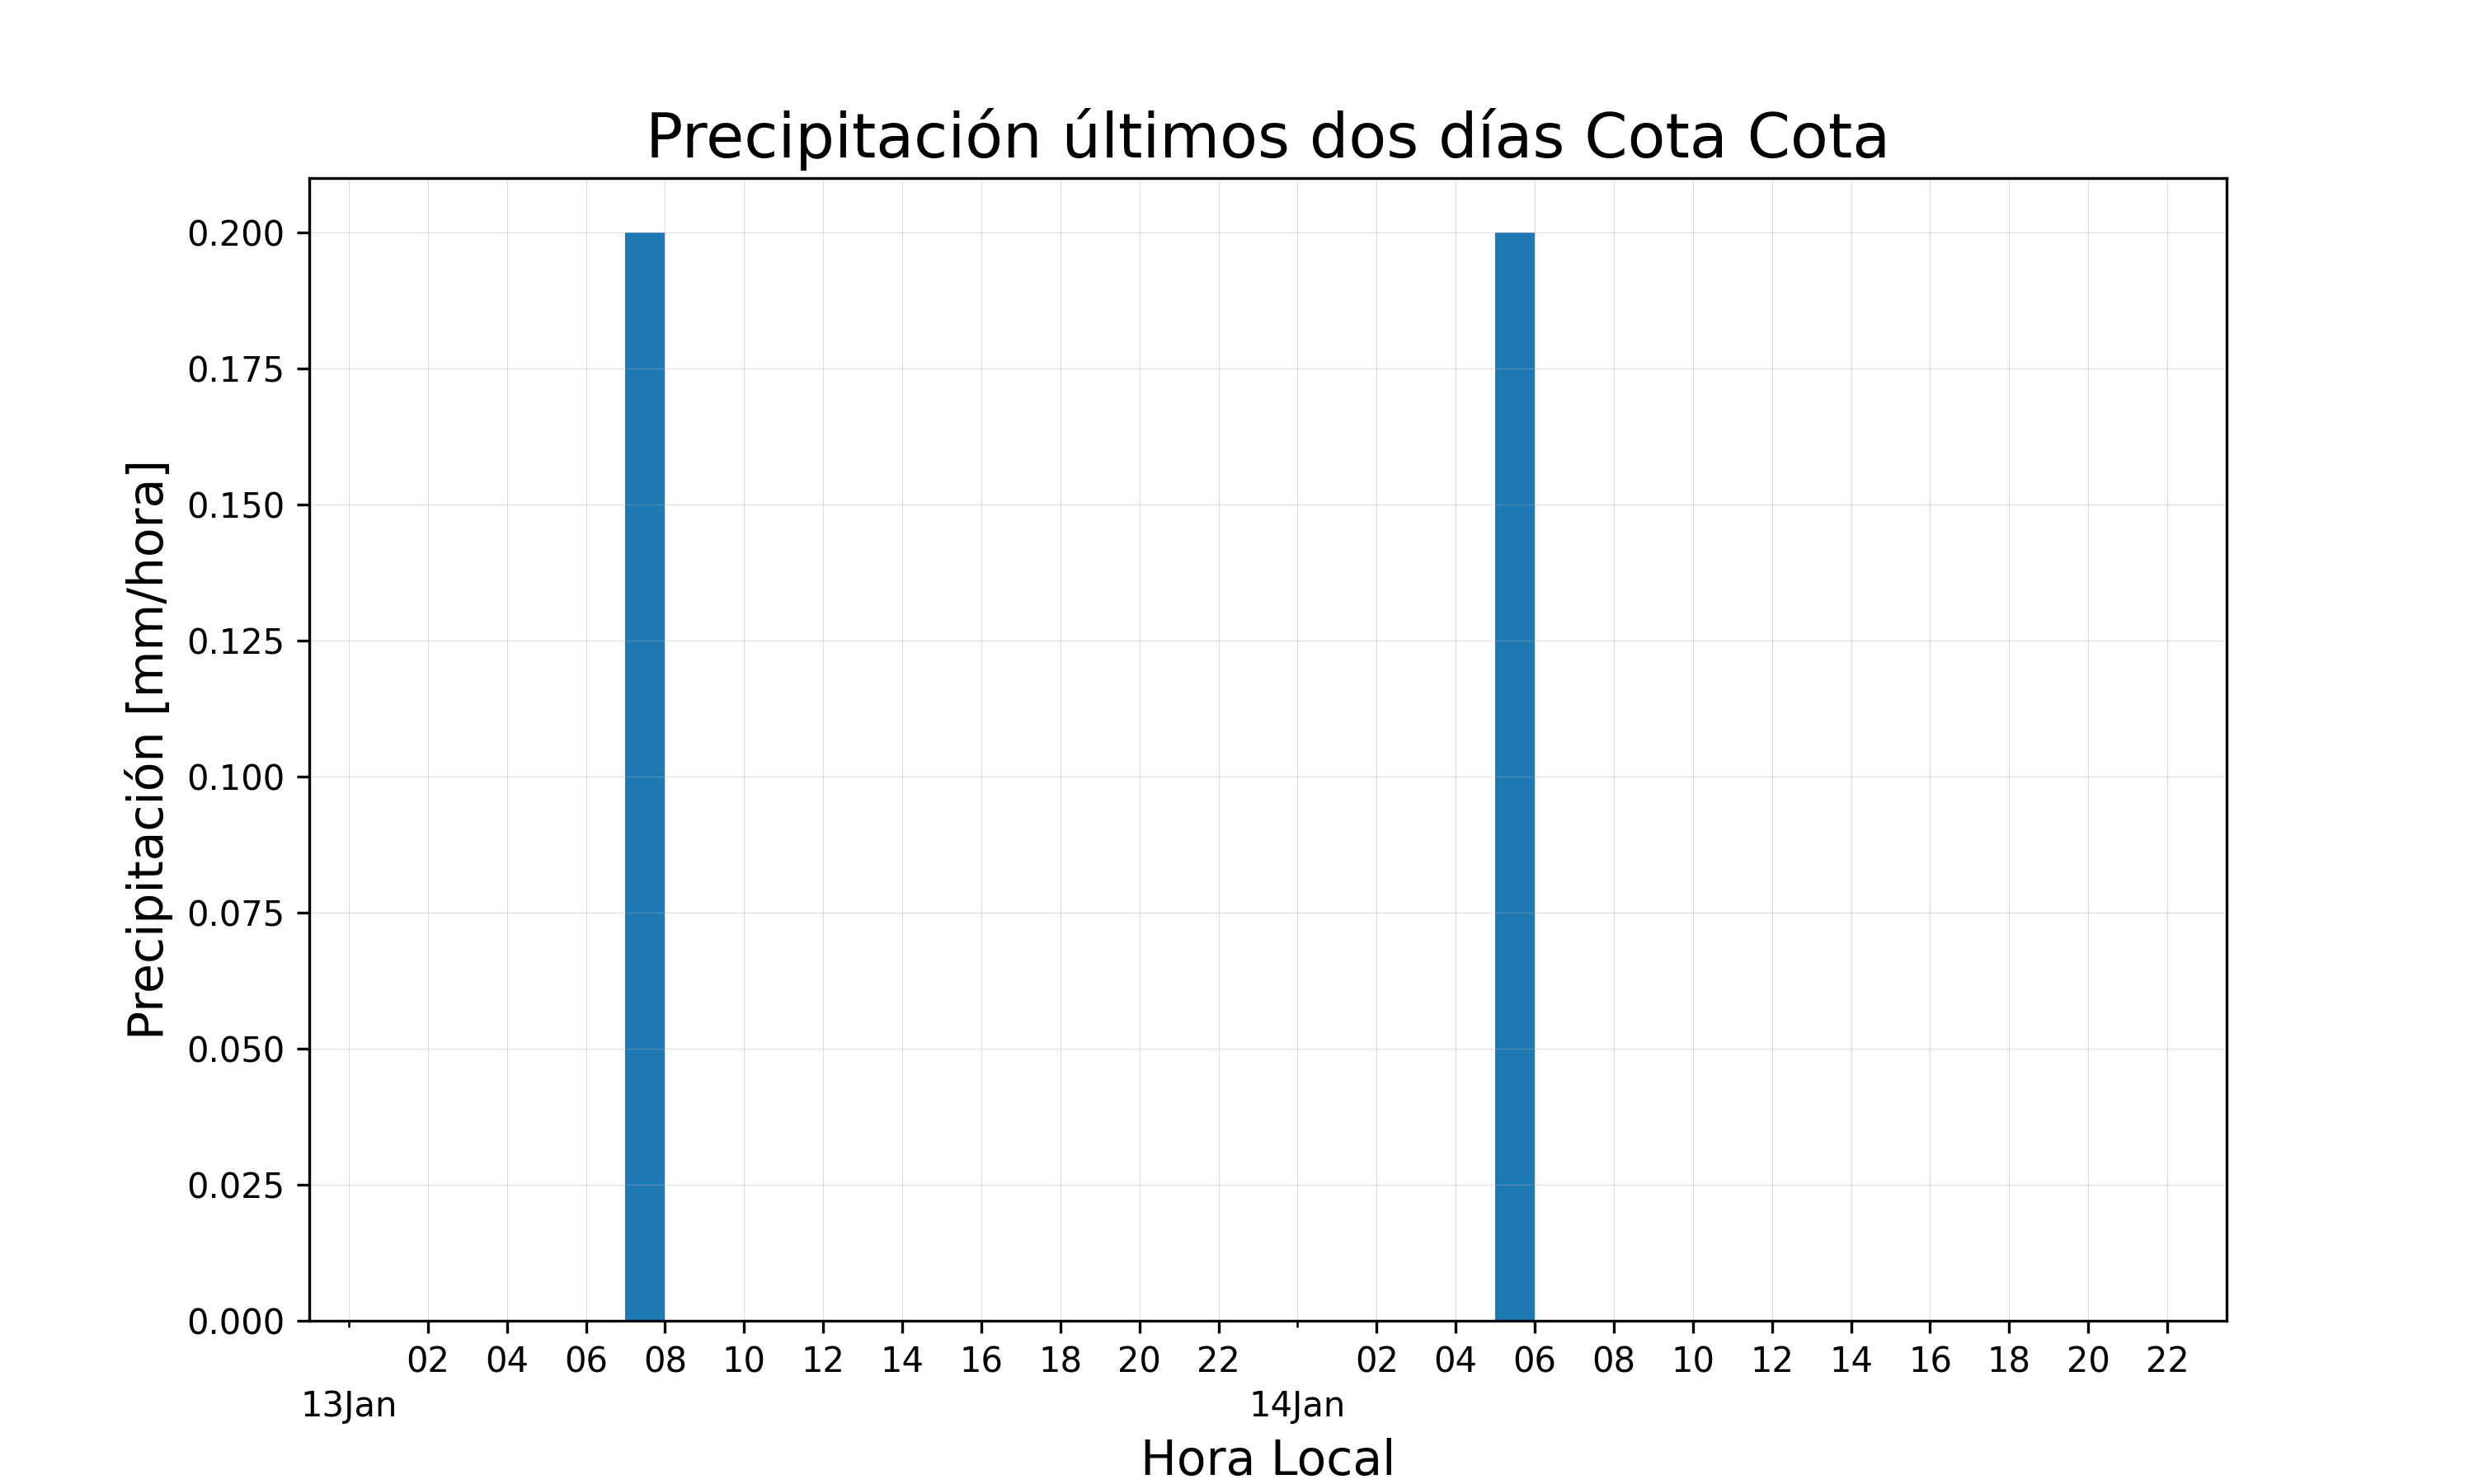 Precipitación últimos dos días Cota Cota
Precipitación [mm/hora]
0.200
0.175
0.150
0.125
0.100
0.075
0.050
0.025
0.000
02 04 06 08 10 12 14 16 18 20 22 02 04 06 08 10 12 14 16 18 20 22
13Jan 14Jan
Hora Local